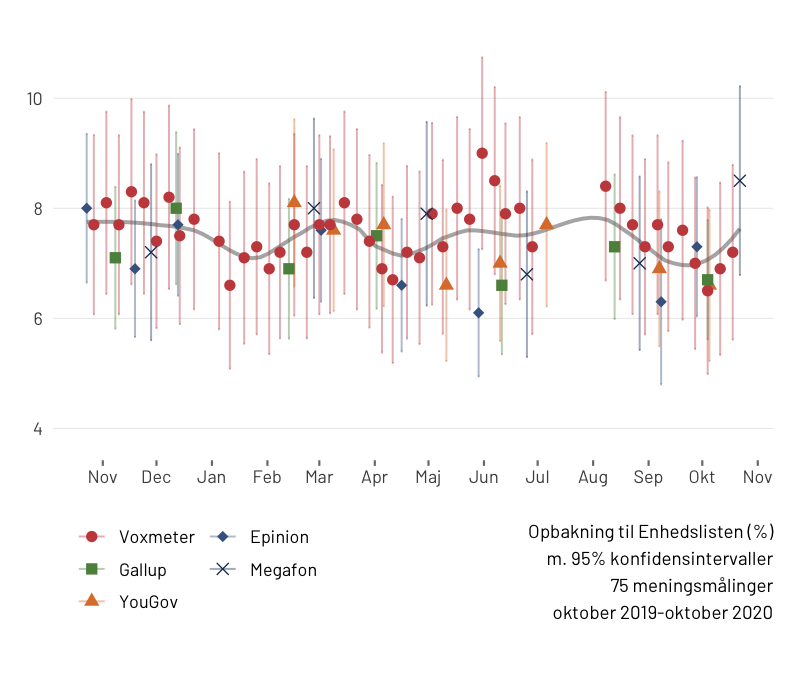 10
8
6
4
Nov Dec Jan Feb Mar Apr Maj Jun Jul Aug Sep Okt Nov
Voxmeter Epinion
Gallup Megafon
YouGov
Opbakning til Enhedslisten (%)
m. 95% konfidensintervaller
75 meningsmålinger
oktober 2019-oktober 2020